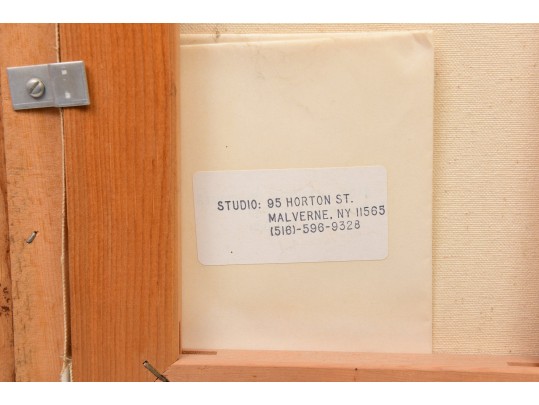 STUDIO: 95 HORTON ST.
MALVERNE, NY 11565
(516)-596-9328